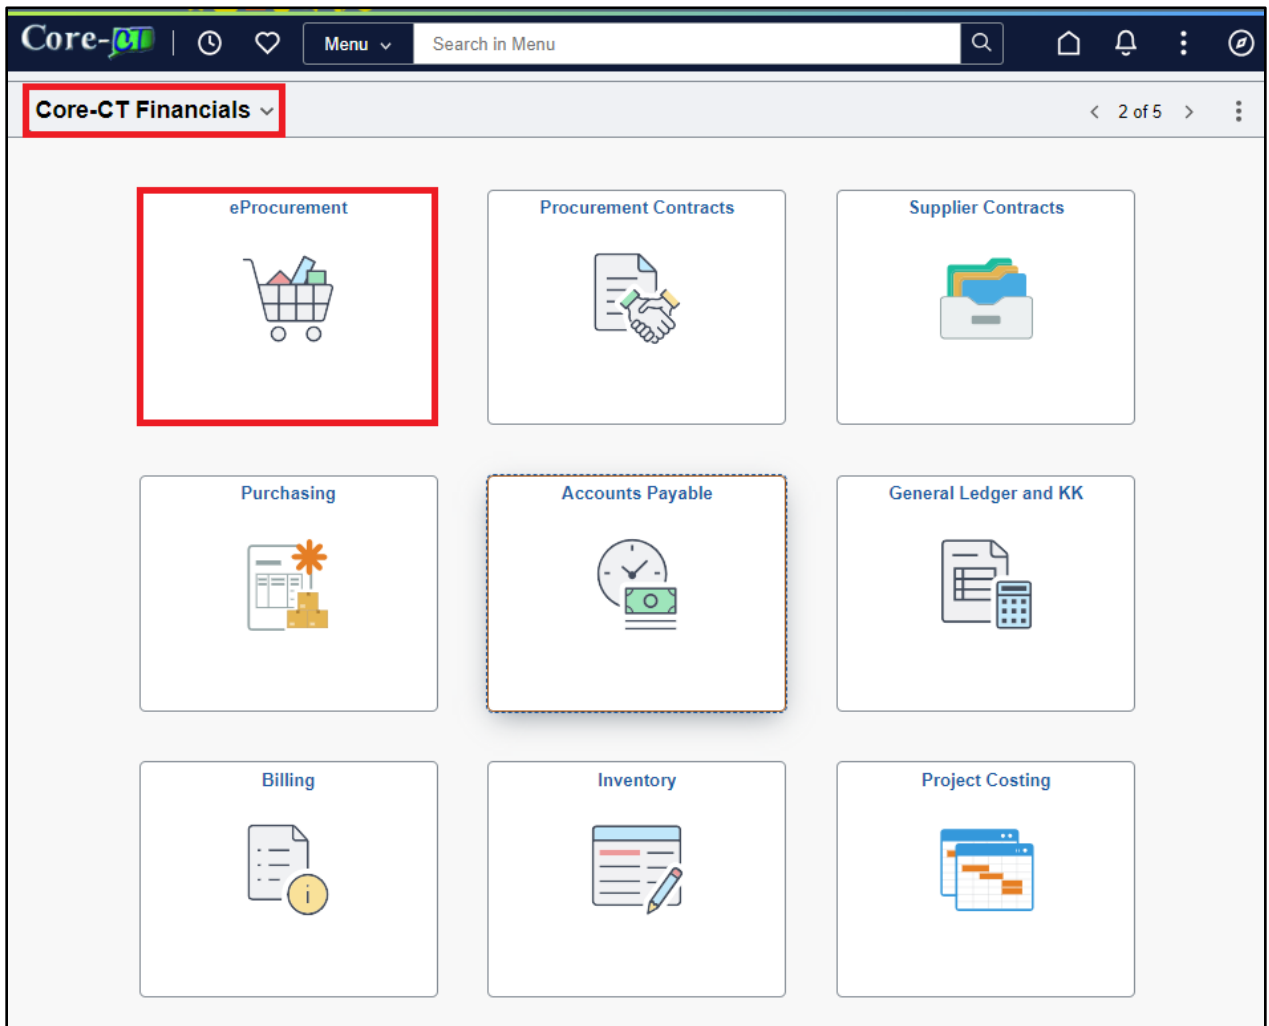 Core-CT
Menu
Search in Menu
Core-CT Financials
2 of 5
eProcurement
Procurement Contracts
Supplier Contracts
Purchasing
Accounts Payable
General Ledger and KK
Billing
Inventory
Project Costing